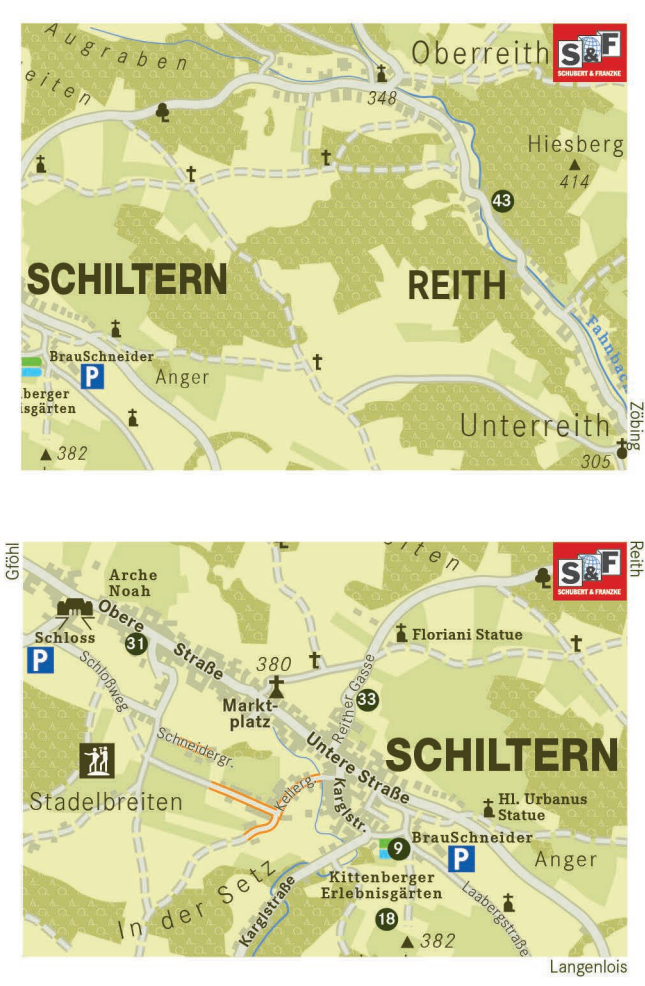 Augraben
eiten
Oberreith
S&F
SCHUBERT & FRANZKE
348
Hiesberg
414
43
SCHILTERN
REITH
BrauSchneider
P
berger
isgärten
Anger
Fahnbach
Unterreith
382
305
Zöbing
Gföhl
Reith
eiten
S&F
SCHUBERT & FRANZKE
Arche
Noah
Obere
Straße
31
Schloss
P
Schloßweg
380
Floriani Statue
Markt-
platz
Reither Gasse
33
Schneidergr.
Untere Straße
SCHILTERN
Stadelbreiten
Kellerg.
Karglstr.
Hl. Urbanus
Statue
9
BrauSchneider
P
Anger
In der Setz
Kittenberger
Erlebnisgärten
Karglstraße
18
382
Laabergstraße
Langenlois